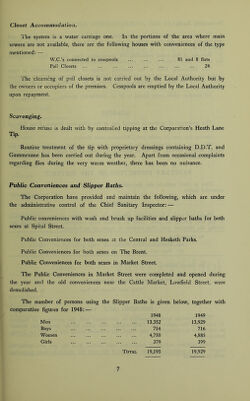 Closet Accommodation.
The system is a water carriage one. In the portions of the area where main
sewers are not available, there are the following houses with conveniences of the type
mentioned:—
W.C.'s connected to cesspools ... ... ... 81 and 8 flats
Pail Closets ... ... ... ... ... ... 24
The cleansing of pail closets is not carried out by the Local Authority but by
the owners or occupiers of the premises. Cesspools are emptied by the Local Authority
upon repayment.
Scavenging.
House refuse is dealt with by controlled tipping at the Corporation's Heath Lane
Tip.
Routine treatment of the tip with proprietary dressings containing D.D.T. and
Gammexane has been carried out during the year. Apart from occasional complaints
regarding flies during the very warm weather, there has been no nuisance.
Public Conveniences and Slipper Baths.
The Corporation have provided and maintain the following, which are under
the administrative control of the Chief Sanitary Inspector:—
Public conveniences with wash and brush up facilities and slipper baths for both
sexes at Spital Street.
Public Conveniences for both sexes at the Central and Hesketh Parks.
Public Conveniences for both sexes on The Brent.
Public Conveniences for both sexes in Market Street.
The Public Conveniences in Market Street were completed and opened during
the year and the old conveniences near the Cattle Market, Lowfield Street, were
demolished.
The number of persons using the Slipper Baths is given below, together with
comparative figures for 1948:—
1948 1949
Men ... ... ... ... ... 13,352 13,929
Boys ... ... ... ... ... 754 716
Women ... ... ... ... ... 4,708 4,885
Girls ... ... ... ... ... 379 399
Total 19,193 19,929
7